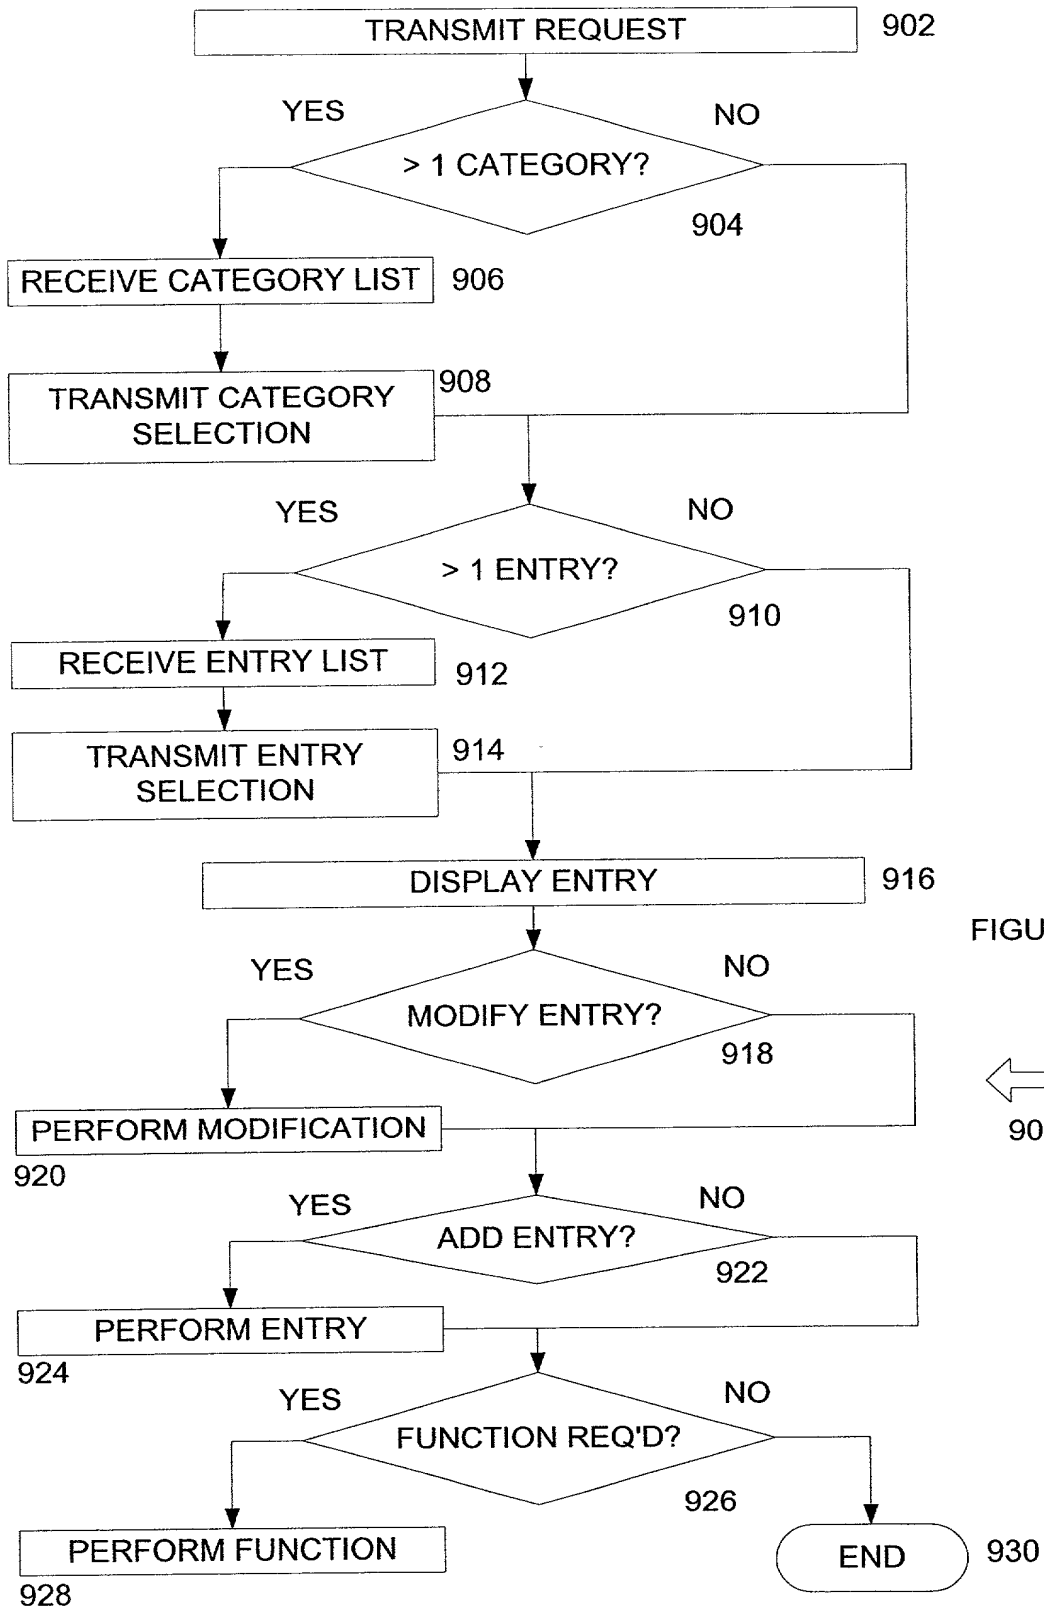 TRANSMIT REQUEST
902
YES
NO
> 1 CATEGORY?
904
RECEIVE CATEGORY LIST
906
908
TRANSMIT CATEGORY
SELECTION
YES
NO
> 1 ENTRY?
910
RECEIVE ENTRY LIST
912
914
TRANSMIT ENTRY
SELECTION
DISPLAY ENTRY
916
FIGU
YES
NO
MODIFY ENTRY?
918
90
PERFORM MODIFICATION
920
YES
NO
ADD ENTRY?
922
PERFORM ENTRY
924
YES
NO
FUNCTION REQ'D?
926
PERFORM FUNCTION
928
END
930